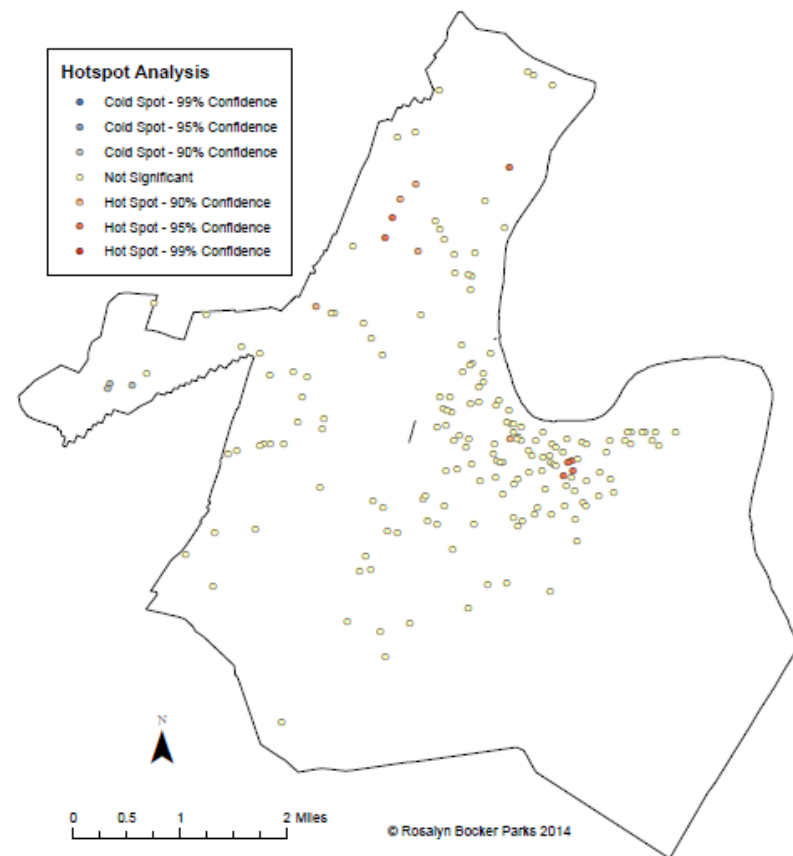 Hotspot Analysis
Cold Spot - 99% Confidence
Cold Spot - 95% Confidence
Cold Spot - 90% Confidence
Not Significant
Hot Spot - 90% Confidence
Hot Spot - 95% Confidence
Hot Spot - 99% Confidence
N
0 0.5 1 2 Miles
© Rosalyn Bocker Parks 2014